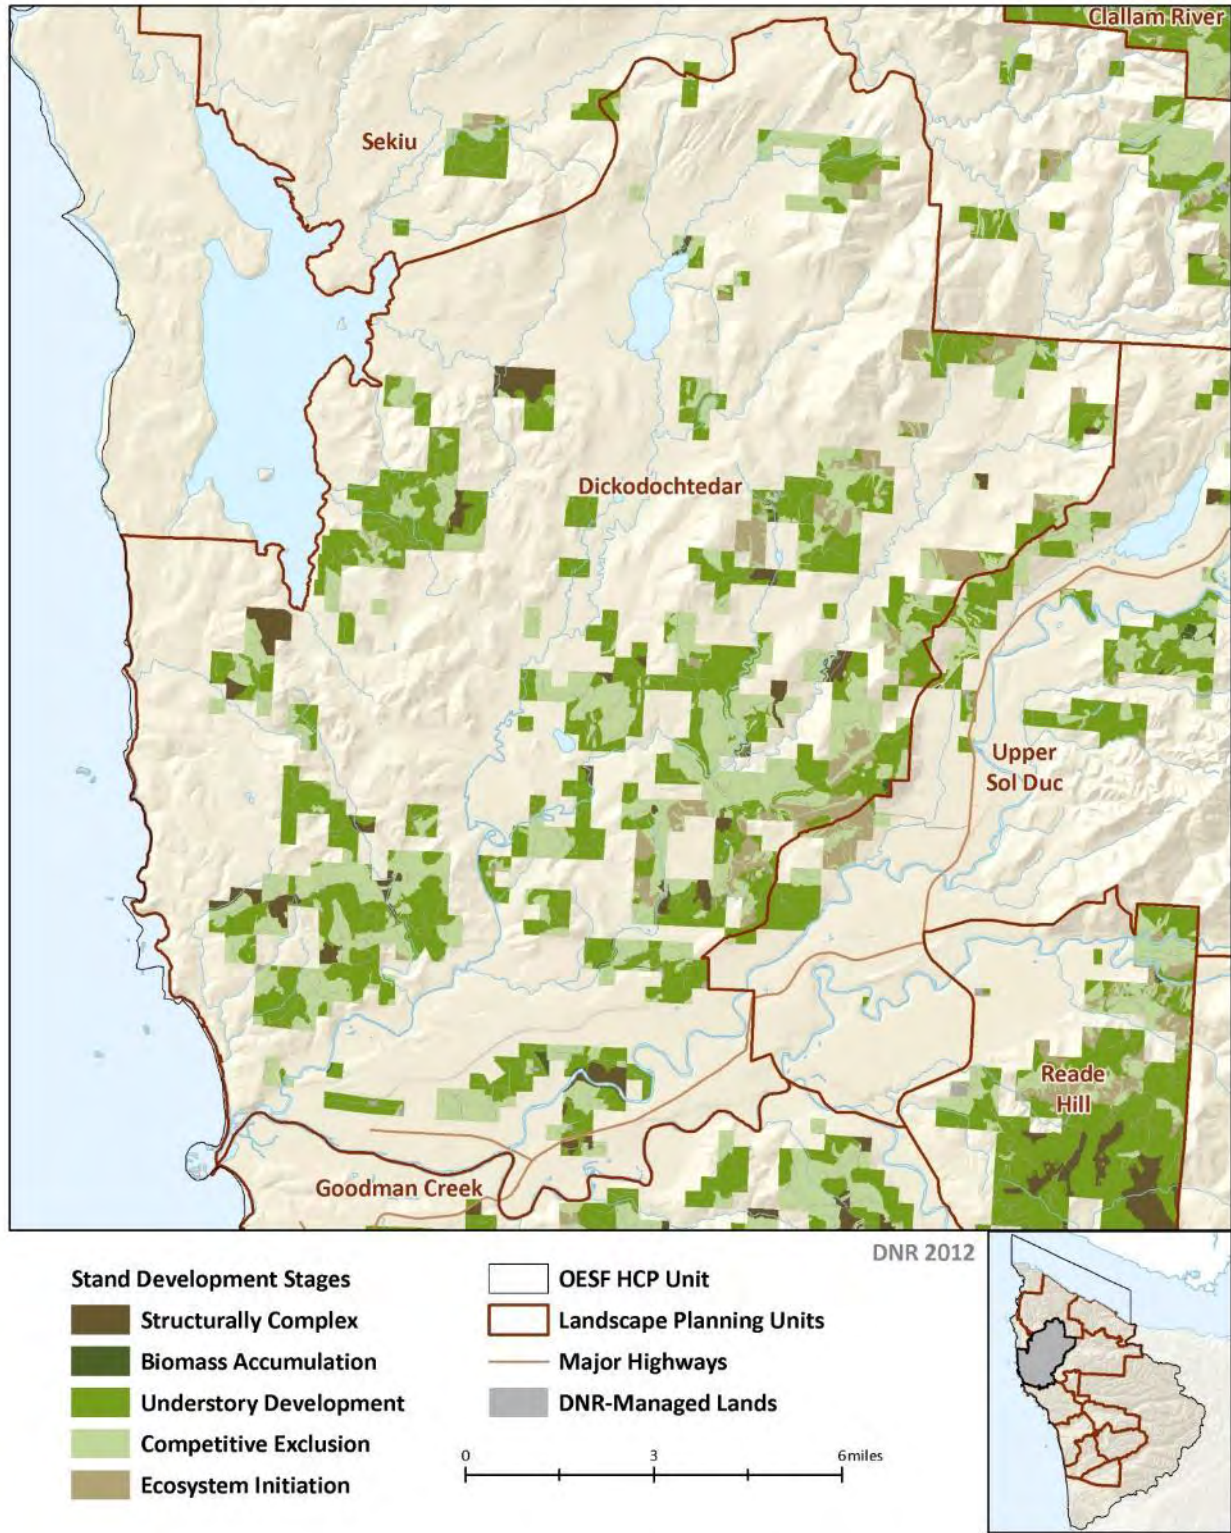 Clallam River
Sekiu
Dickodochtedar
Upper
Sol Duc
Reade
Hill
Goodman Creek
DNR 2012
Stand Development Stages
Structurally Complex
Biomass Accumulation
Understory Development
Competitive Exclusion
Ecosystem Initiation
OESF HCP Unit
Landscape Planning Units
Major Highways
DNR-Managed Lands
0 3 6 miles